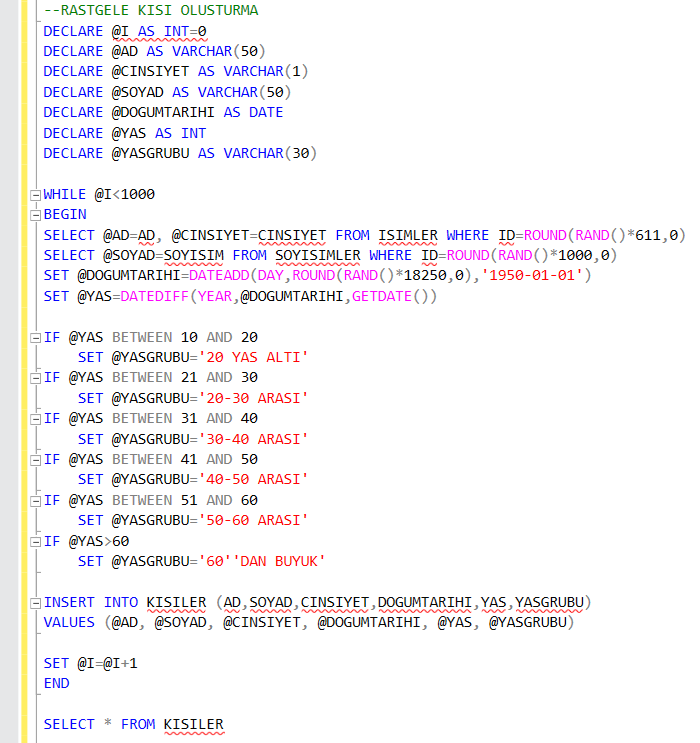 --RASTGELE KISI OLUSTURMA
DECLARE @I AS INT=0
DECLARE @AD AS VARCHAR(50)
DECLARE @CINSIYET AS VARCHAR(1)
DECLARE @SOYAD AS VARCHAR(50)
DECLARE @DOGUMTARIHI AS DATE
DECLARE @YAS AS INT
DECLARE @YASGRUBU AS VARCHAR(30)
WHILE @I<1000
BEGIN
SELECT @AD=AD, @CINSIYET=CINSIYET FROM ISIMLER WHERE ID=ROUND(RAND()*611,0)
SELECT @SOYAD=SOYISIM FROM SOYISIMLER WHERE ID=ROUND(RAND()*1000,0)
SET @DOGUMTARIHI=DATEADD(DAY,ROUND(RAND()*18250,0),'1950-01-01')
SET @YAS=DATEDIFF(YEAR,@DOGUMTARIHI,GETDATE())
IF @YAS BETWEEN 10 AND 20
SET @YASGRUBU='20 YAS ALTI'
IF @YAS BETWEEN 21 AND 30
SET @YASGRUBU='20-30 ARASI'
IF @YAS BETWEEN 31 AND 40
SET @YASGRUBU='30-40 ARASI'
IF @YAS BETWEEN 41 AND 50
SET @YASGRUBU='40-50 ARASI'
IF @YAS BETWEEN 51 AND 60
SET @YASGRUBU='50-60 ARASI'
IF @YAS>60
SET @YASGRUBU='60''DAN BUYUK'
INSERT INTO KISILER (AD,SOYAD,CINSIYET,DOGUMTARIHI,YAS,YASGRUBU)
VALUES (@AD, @SOYAD, @CINSIYET, @DOGUMTARIHI, @YAS, @YASGRUBU)
SET @I=@I+1
END
SELECT * FROM KISILER